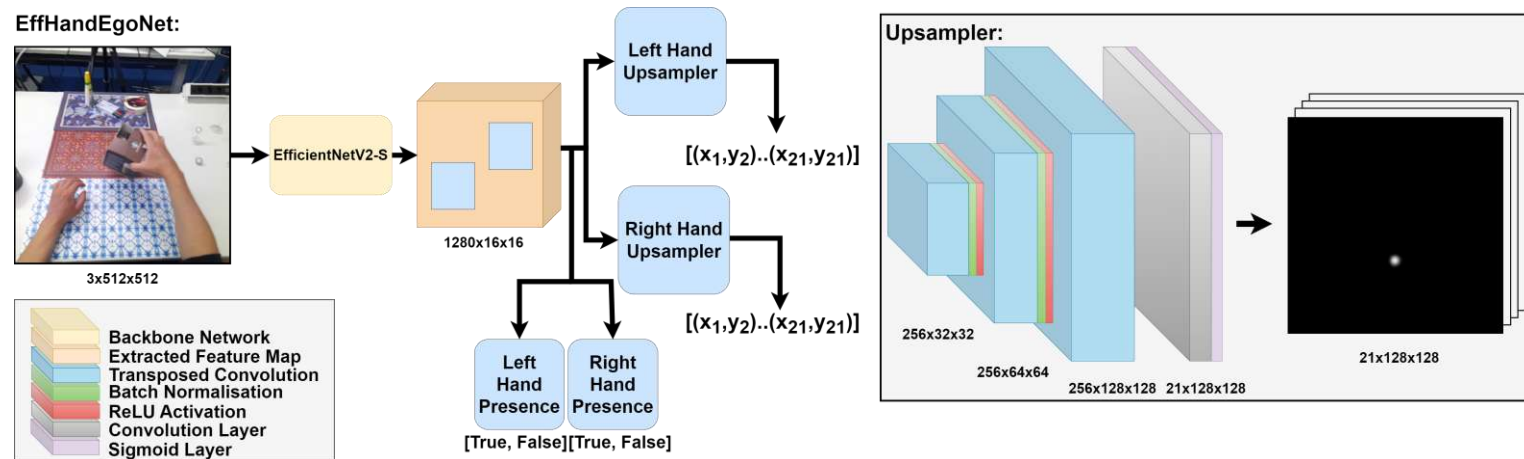 EffHandEgoNet:
3x512x512
EfficientNetV2-S
1280x16x16
Left Hand
Upsampler
[(x1,y2)..(x21,y21)]
Right Hand
Upsampler
[(x1,y2)..(x21,y21)]
Left
Hand
Presence
[True, False]
Right
Hand
Presence
[True, False]
Backbone Network
Extracted Feature Map
Transposed Convolution
Batch Normalisation
ReLU Activation
Convolution Layer
Sigmoid Layer
Upsampler:
256x32x32
256x64x64
256x128x128
21x128x128
21x128x128